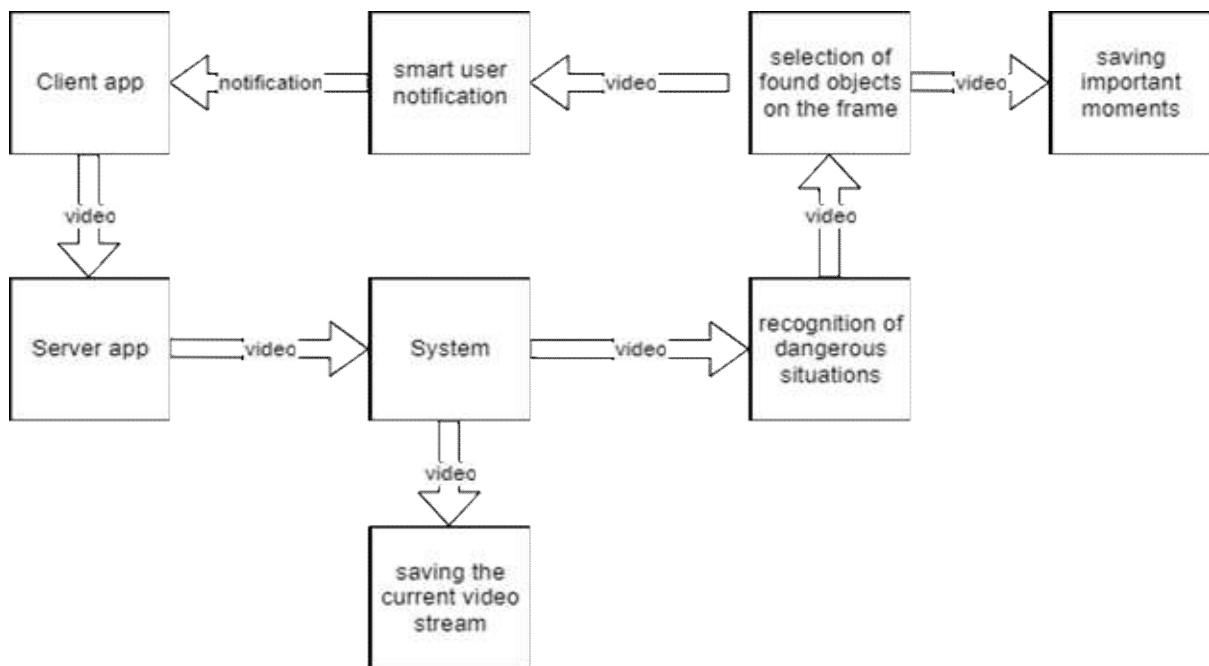 Client app
notification
smart user
notification
video
selection of
found objects
on the frame
video
saving
important
moments
video
video
Server app
video
System
video
recognition of
dangerous
situations
video
saving the
current video
stream